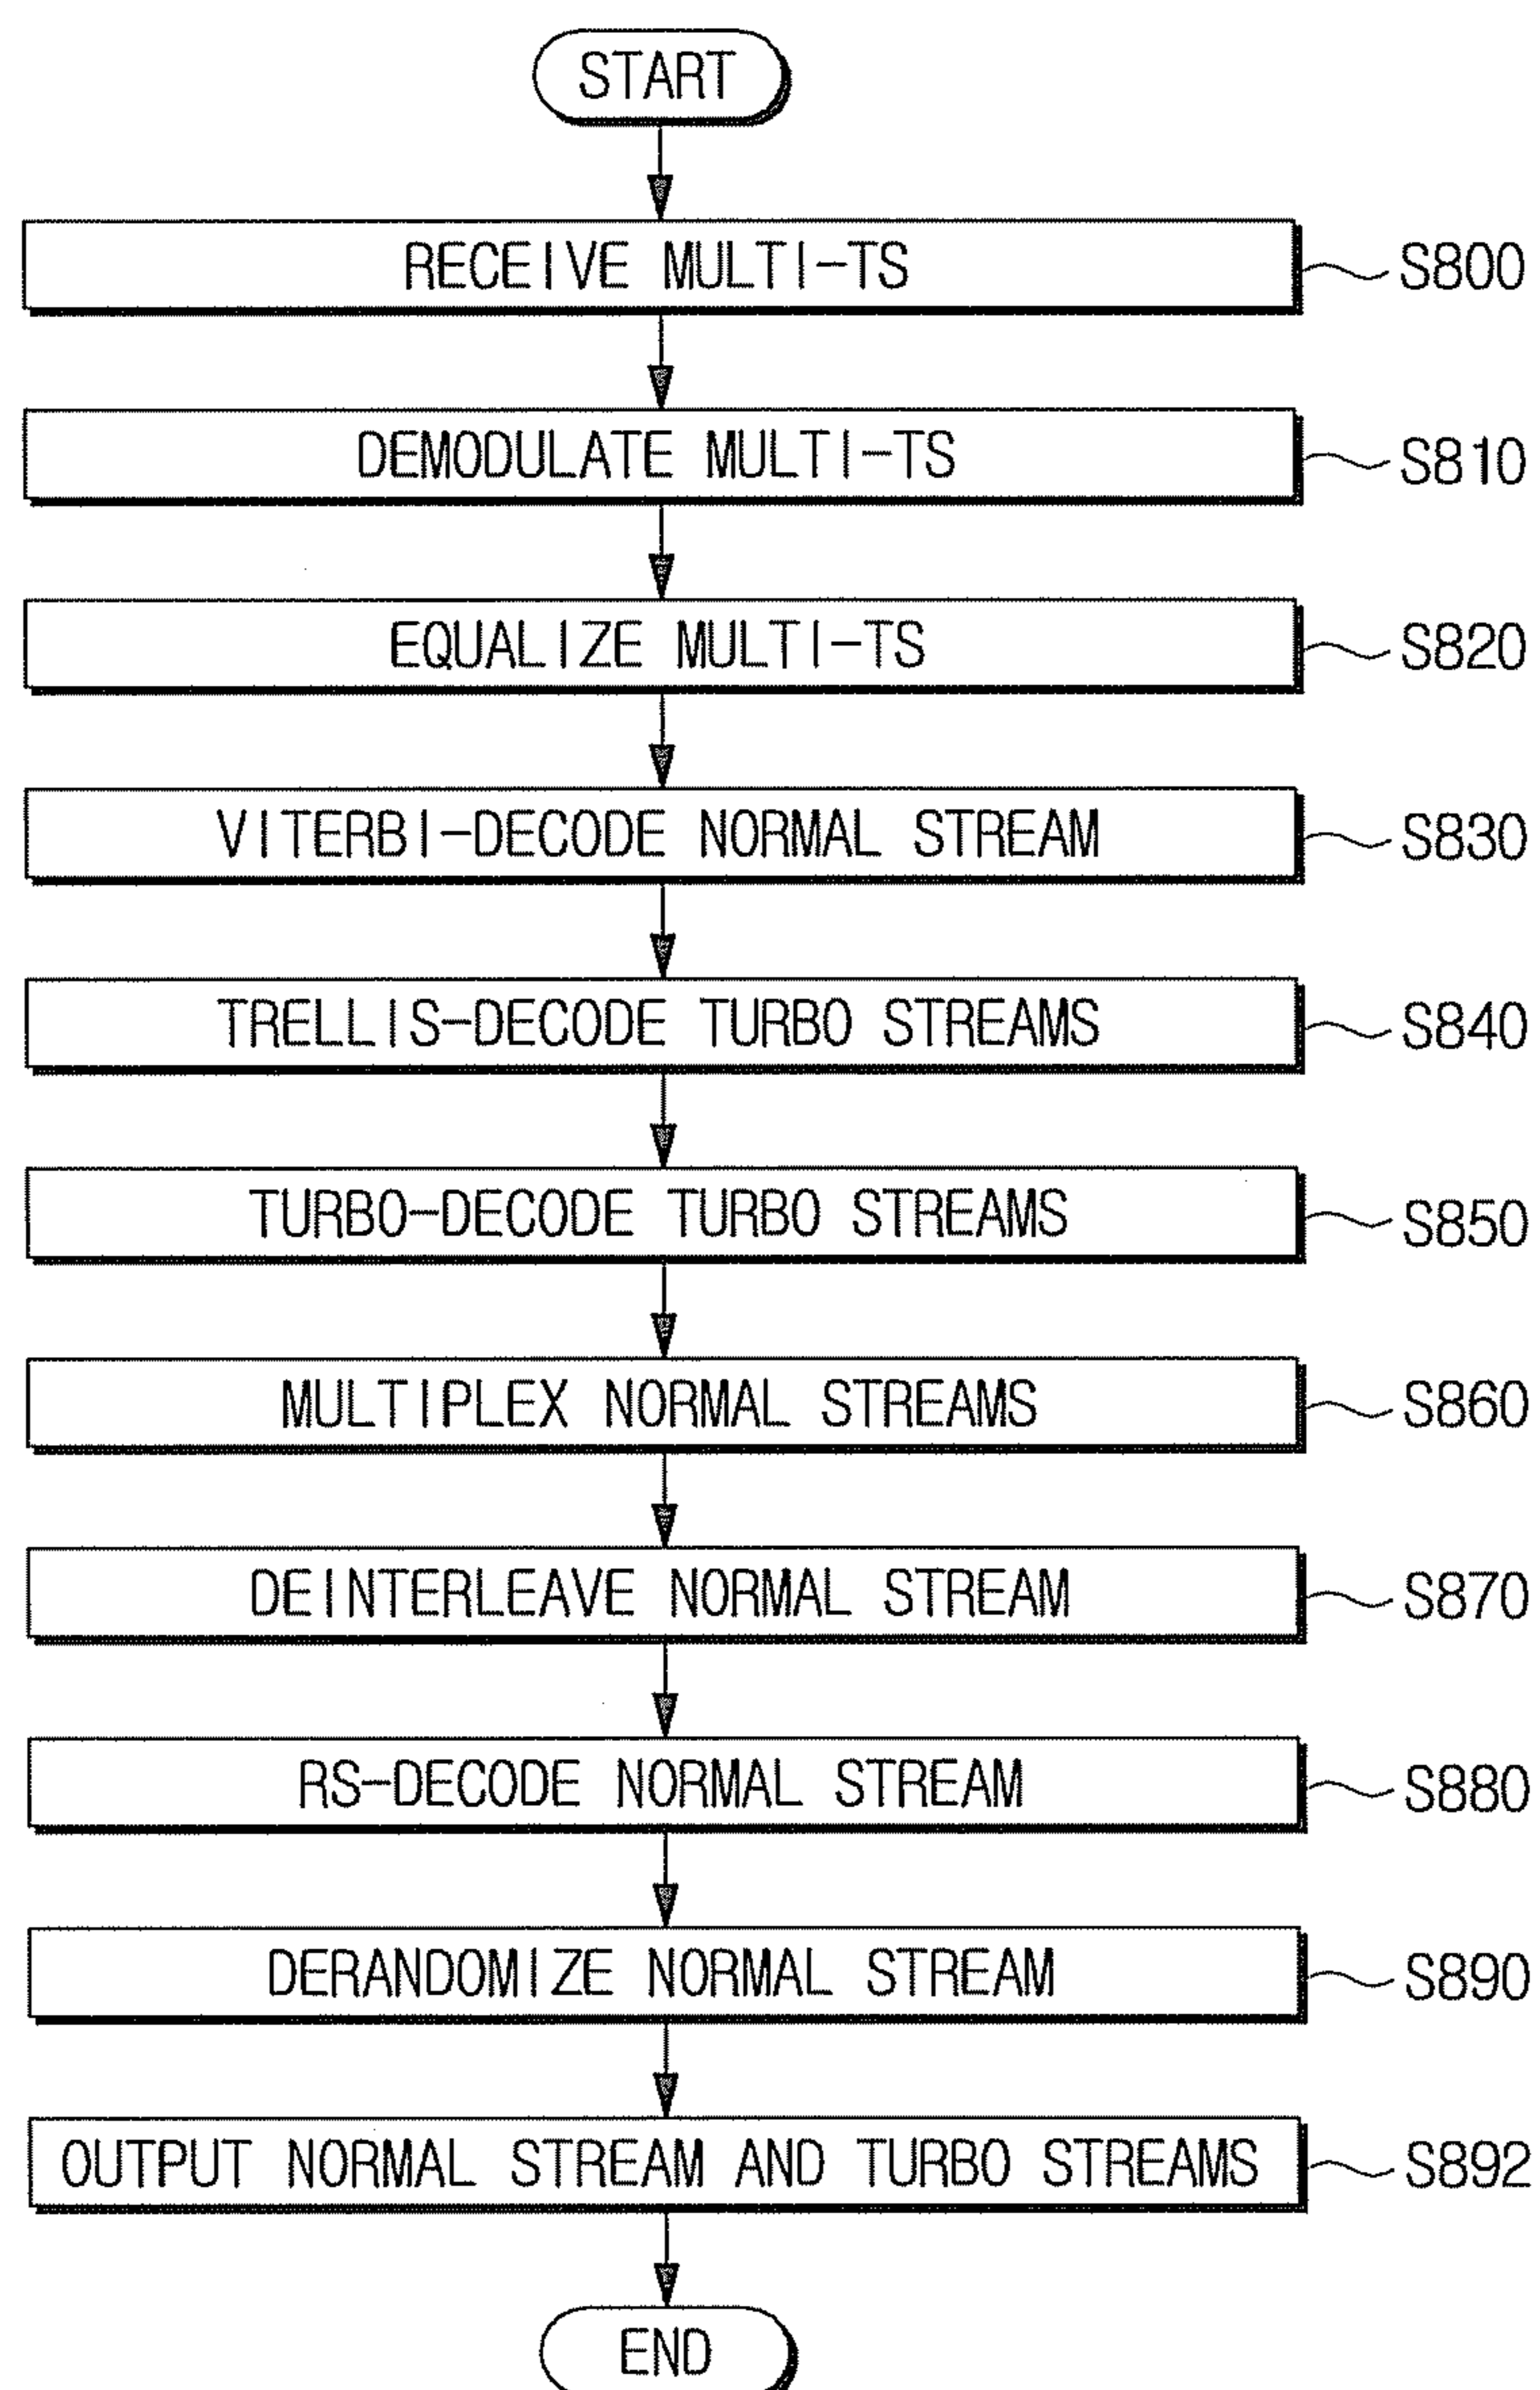 START
RECEIVE MULTI-TS S800
DEMODULATE MULTI-TS S810
EQUALIZE MULTI-TS S820
VITERBI-DECODE NORMAL STREAM S830
TRELLIS-DECODE TURBO STREAMS S840
TURBO-DECODE TURBO STREAMS S850
MULTIPLEX NORMAL STREAMS S860
DEINTERLEAVE NORMAL STREAM S870
RS-DECODE NORMAL STREAM S880
DERANDOMIZE NORMAL STREAM S890
OUTPUT NORMAL STREAM AND TURBO STREAMS S892
END